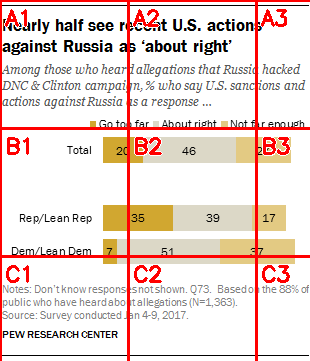 A1 A2 A3
Nearly half see recent U.S. actions
against Russia as ‘about right’
Among those who heard allegations that Russia hacked
DNC & Clinton campaign, % who say U.S. sanctions and
actions against Russia as a response ...
Go too far About right Not far enough
B1 B2 B3
Total 20 46
Rep/Lean Rep 35 39 17
Dem/Lean Dem 7 51 37
C1 C2 C3
Notes: Don't know responses not shown. Q73. Based on the 88% of
public who have heard about allegations (N=1,363).
Source: Survey conducted Jan 4-9, 2017.
PEW RESEARCH CENTER